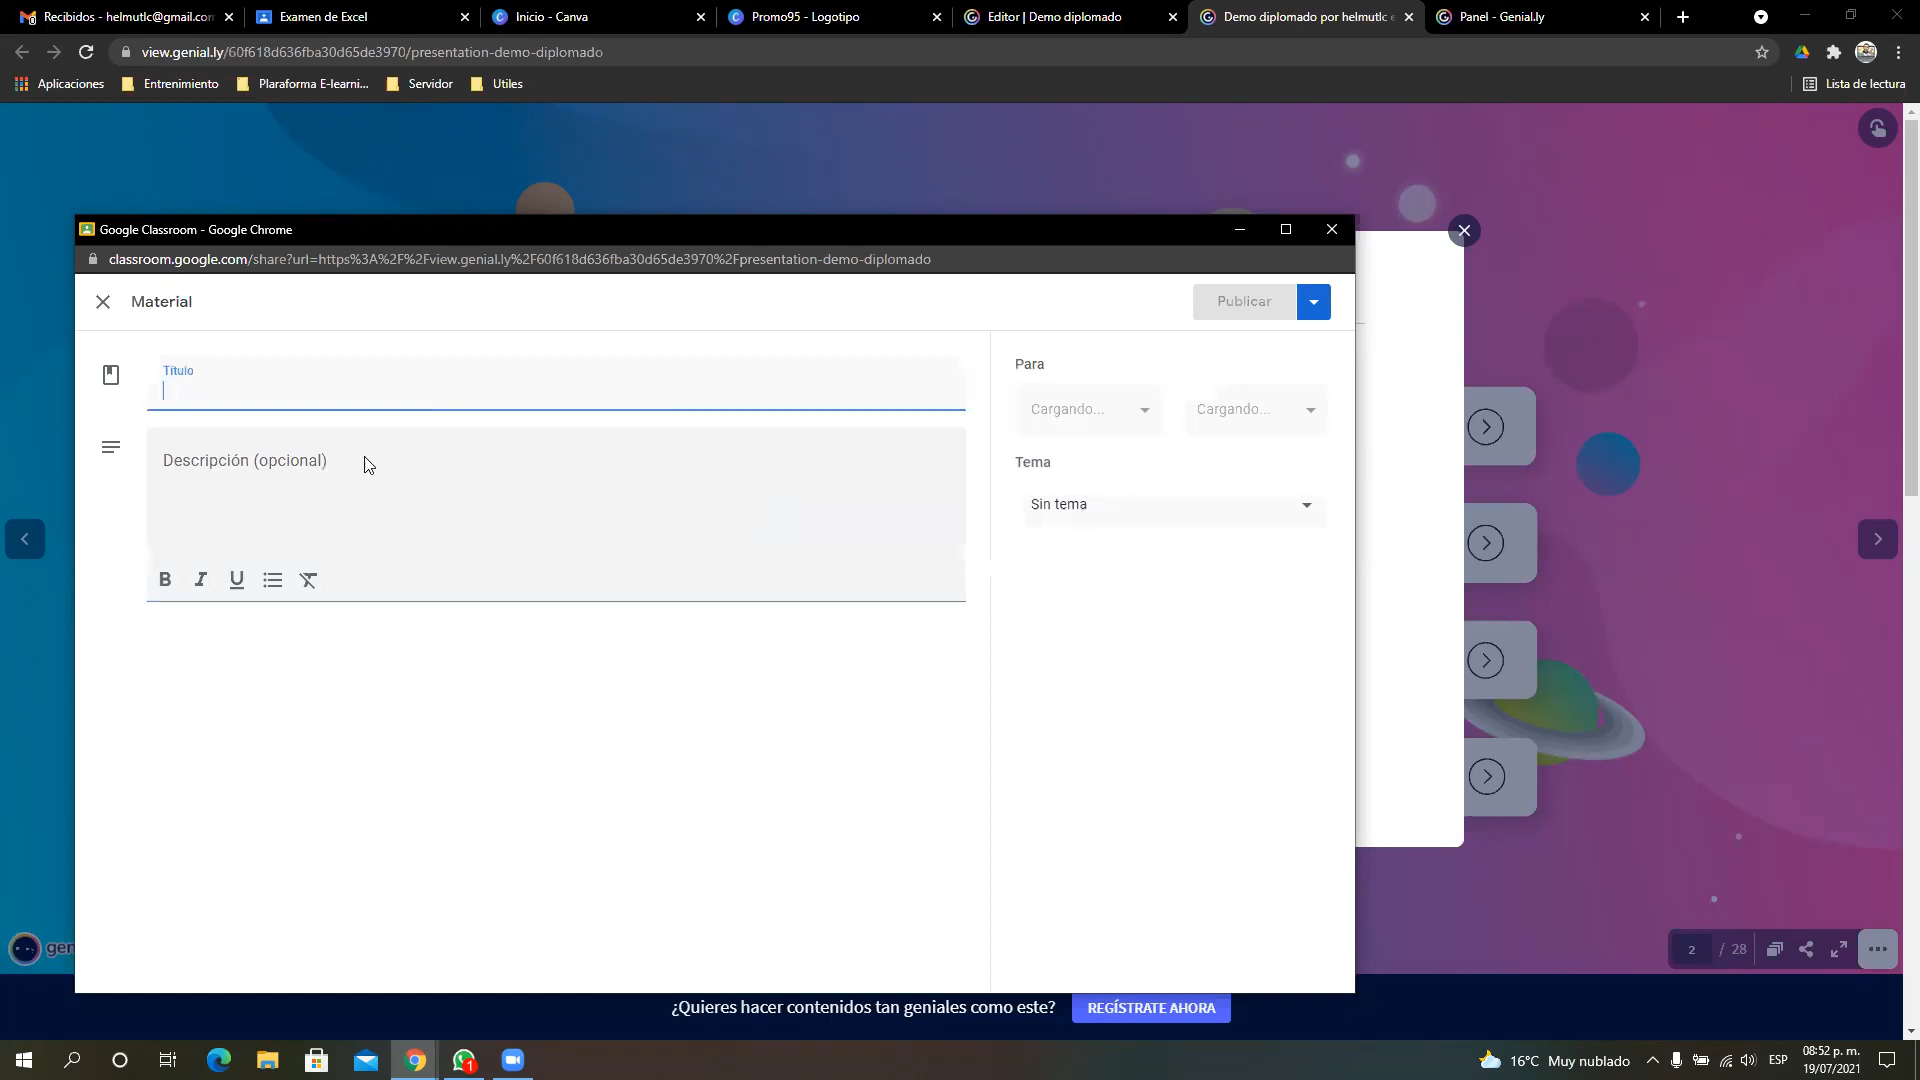 Recibidos - helmutlc@gmail.con
Examen de Excel
Inicio - Canva
Promo95 - Logotipo
Editor | Demo diplomado
Demo diplomado por helmutlc e
Panel - Genial.ly
view.genial.ly/60f618d636fba30d65de3970/presentation-demo-diplomado
Aplicaciones
Entrenimiento
Plaraforma E-learni...
Servidor
Utiles
Lista de lectura
Google Classroom - Google Chrome
classroom.google.com/share?url=https%3A%2F%2Fview.genial.ly%2F60f618d636fba30d65de3970%2Fpresentation-demo-diplomado
Material
Publicar
Título
Descripción (opcional)
B I U
Para
Cargando...
Cargando...
Tema
Sin tema
gen
2 / 28
¿Quieres hacer contenidos tan geniales como este?
REGÍSTRATE AHORA
1
16°C Muy nublado
ESP
08:52 p. m.
19/07/2021